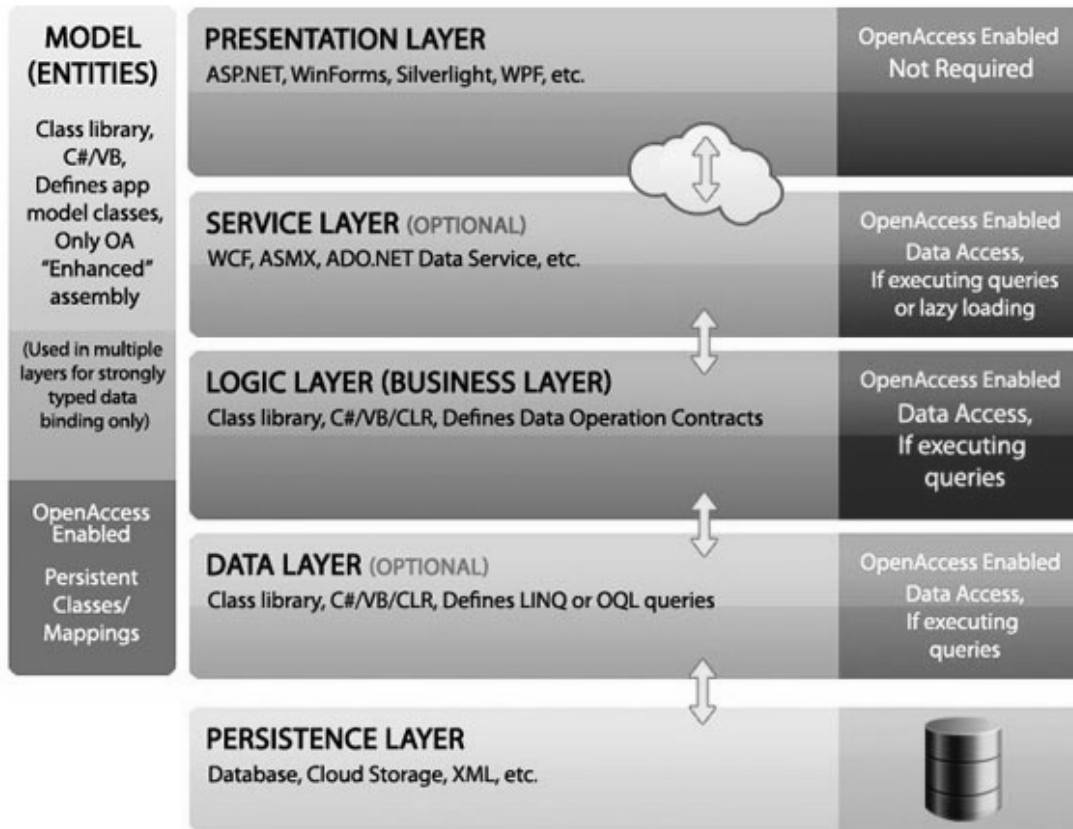 MODEL
(ENTITIES)
Class library,
C#/VB,
Defines app
model classes,
Only OA
“Enhanced”
assembly
(Used in multiple
layers for strongly
typed data
binding only)
OpenAccess
Enabled
Persistent
Classes/
Mappings
PRESENTATION LAYER
ASP.NET, WinForms, Silverlight, WPF, etc.
OpenAccess Enabled
Not Required
SERVICE LAYER (OPTIONAL)
WCF, ASMX, ADO.NET Data Service, etc.
OpenAccess Enabled
Data Access,
If executing queries
or lazy loading
LOGIC LAYER (BUSINESS LAYER)
Class library, C#/VB/CLR, Defines Data Operation Contracts
OpenAccess Enabled
Data Access,
If executing
queries
DATA LAYER (OPTIONAL)
Class library, C#/VB/CLR, Defines LINQ or OQL queries
OpenAccess Enabled
Data Access,
If executing
queries
PERSISTENCE LAYER
Database, Cloud Storage, XML, etc.